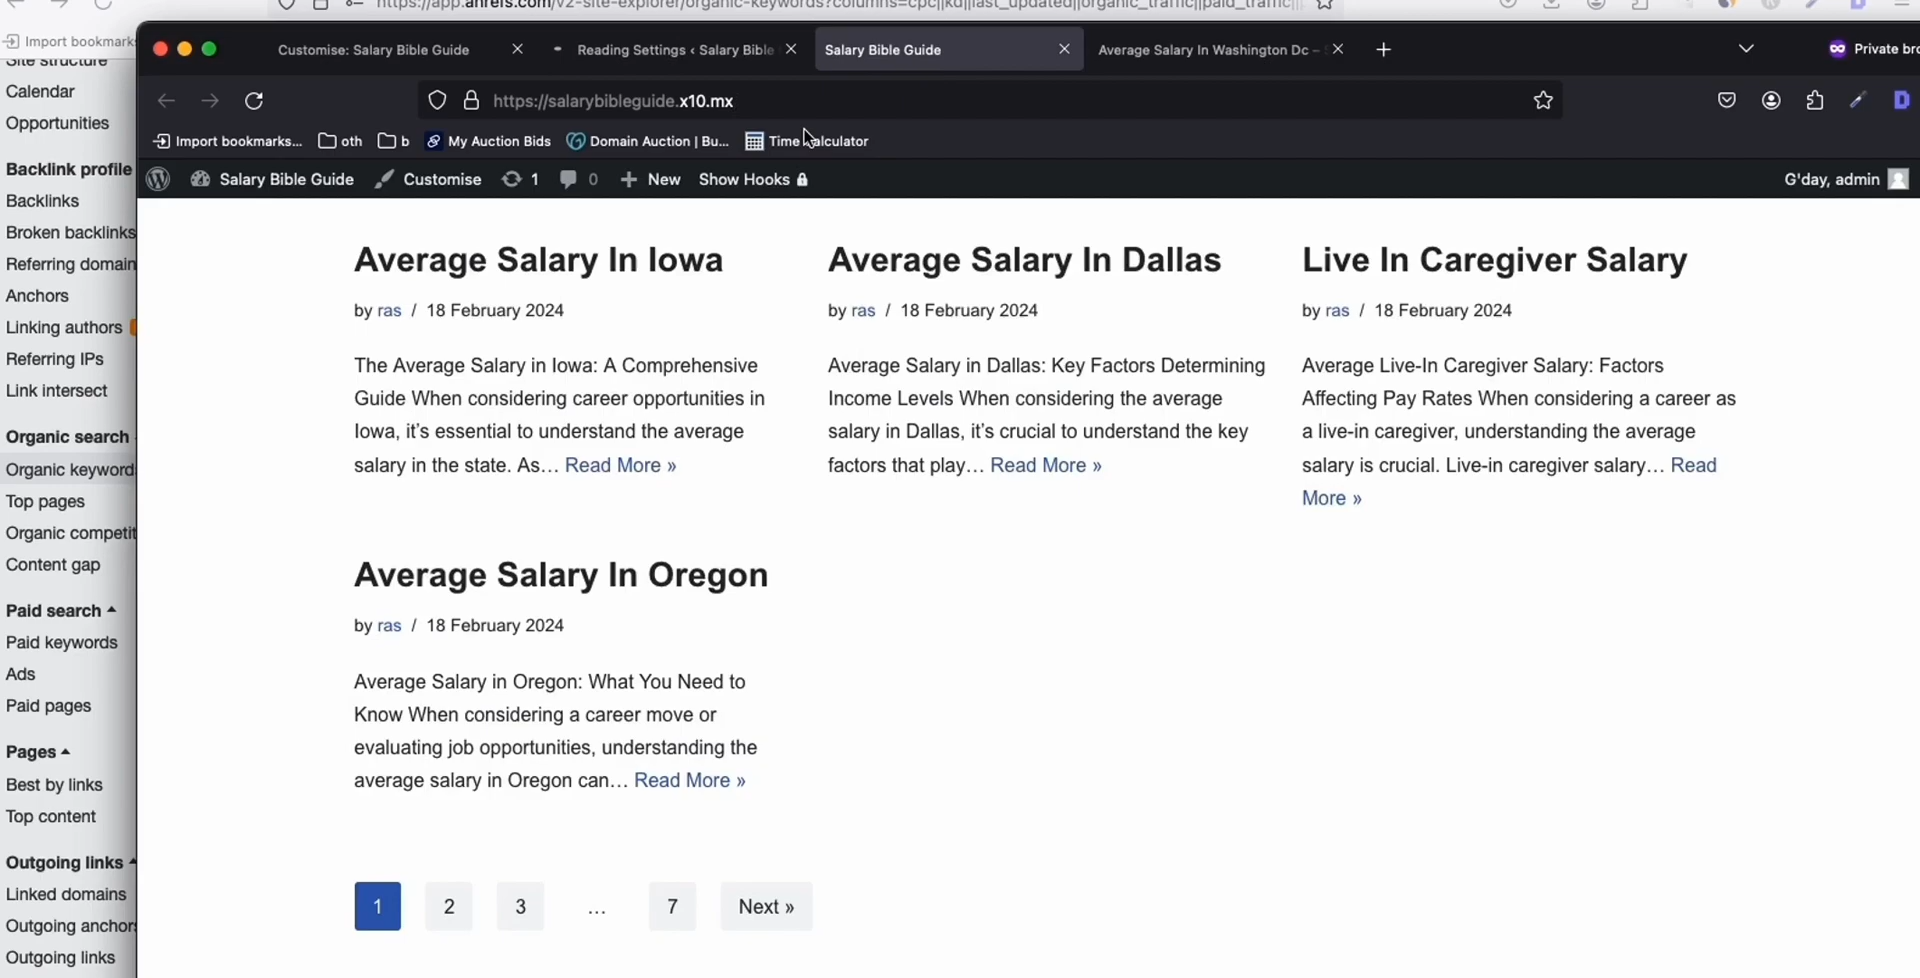 https://app.ahrefs.com/v2-site-explorer/organic-keywords?columns=cpc||kd||last_updated||organic_traffic||paid_traffic||
Import bookmarks
Customise: Salary Bible Guide
Reading Settings ‹ Salary Bible
Salary Bible Guide
Average Salary In Washington Dc –
Private bro
https://salarybibleguide.x10.mx
Import bookmarks...
oth
b
My Auction Bids
Domain Auction | Bu...
Time Calculator
Salary Bible Guide
Customise
1
0
New
Show Hooks
G'day, admin
Site structure
Calendar
Opportunities
Backlink profile
Backlinks
Broken backlinks
Referring domain
Anchors
Linking authors
Referring IPs
Link intersect
Organic search
Organic keyword
Top pages
Organic competit
Content gap
Paid search
Paid keywords
Ads
Paid pages
Pages
Best by links
Top content
Outgoing links
Linked domains
Outgoing anchors
Outgoing links
Average Salary In Iowa
by ras / 18 February 2024
The Average Salary in Iowa: A Comprehensive
Guide When considering career opportunities in
Iowa, it's essential to understand the average
salary in the state. As… Read More »
Average Salary In Dallas
by ras / 18 February 2024
Average Salary in Dallas: Key Factors Determining
Income Levels When considering the average
salary in Dallas, it's crucial to understand the key
factors that play… Read More »
Live In Caregiver Salary
by ras / 18 February 2024
Average Live-In Caregiver Salary: Factors
Affecting Pay Rates When considering a career as
a live-in caregiver, understanding the average
salary is crucial. Live-in caregiver salary… Read
More »
Average Salary In Oregon
by ras / 18 February 2024
Average Salary in Oregon: What You Need to
Know When considering a career move or
evaluating job opportunities, understanding the
average salary in Oregon can… Read More »
1 2 3 … 7 Next »